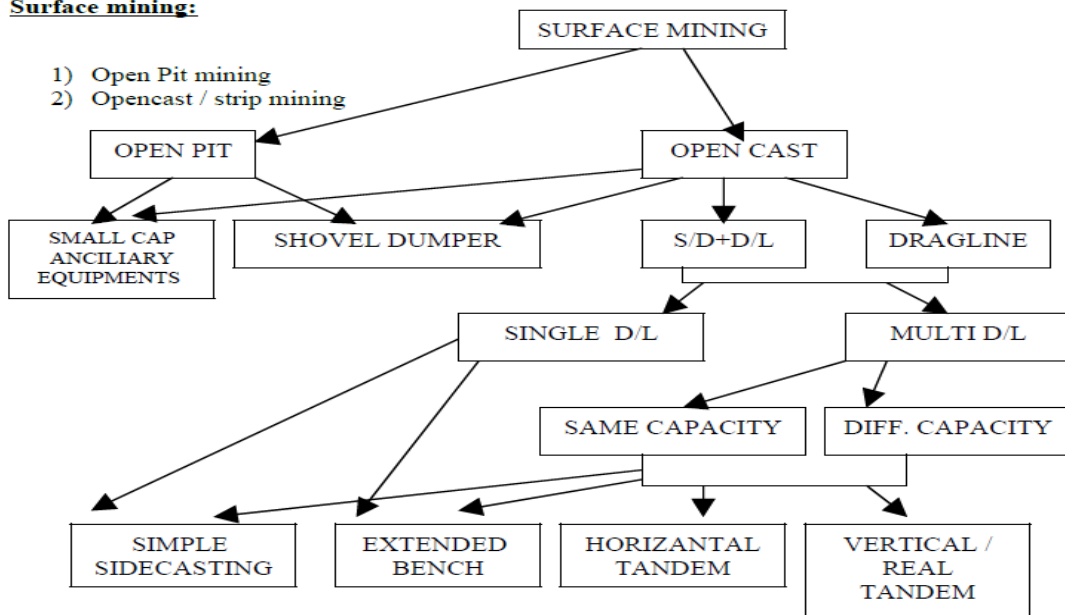 Surface mining:
SURFACE MINING
1) Open Pit mining
2) Opencast / strip mining
OPEN PIT
OPEN CAST
SMALL CAP
ANCILIARY
EQUIPMENTS
SHOVEL DUMPER
S/D+D/L
DRAGLINE
SINGLE D/L
MULTI D/L
SAME CAPACITY
DIFF. CAPACITY
SIMPLE
SIDECASTING
EXTENDED
BENCH
HORIZANTAL
TANDEM
VERTICAL /
REAL
TANDEM